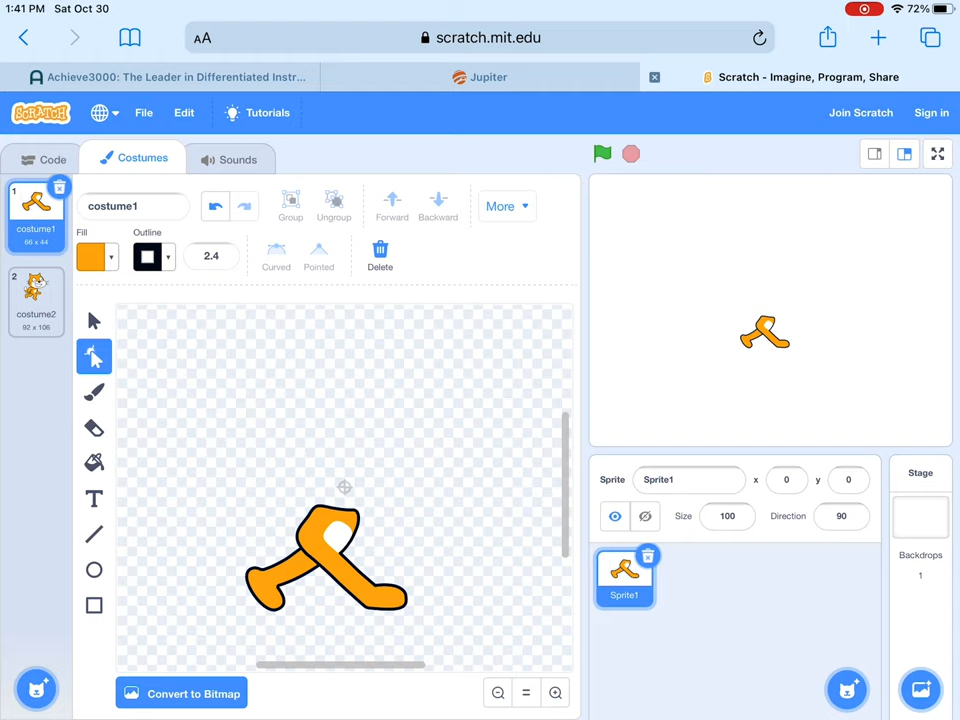 1:41 PM Sat Oct 30
72%
AA
scratch.mit.edu
Achieve3000: The Leader in Differentiated Instr...
Jupiter
Scratch - Imagine, Program, Share
SCRATCH
File
Edit
Tutorials
Join Scratch
Sign in
Code
Costumes
Sounds
1
costume1
66 x 44
2
costume2
92 x 106
costume1
Group
Ungroup
Forward
Backward
More
Fill
Outline
2.4
Curved
Pointed
Delete
T
Convert to Bitmap
Sprite
Sprite1
x
0
y
0
Size
100
Direction
90
Sprite1
Stage
Backdrops
1